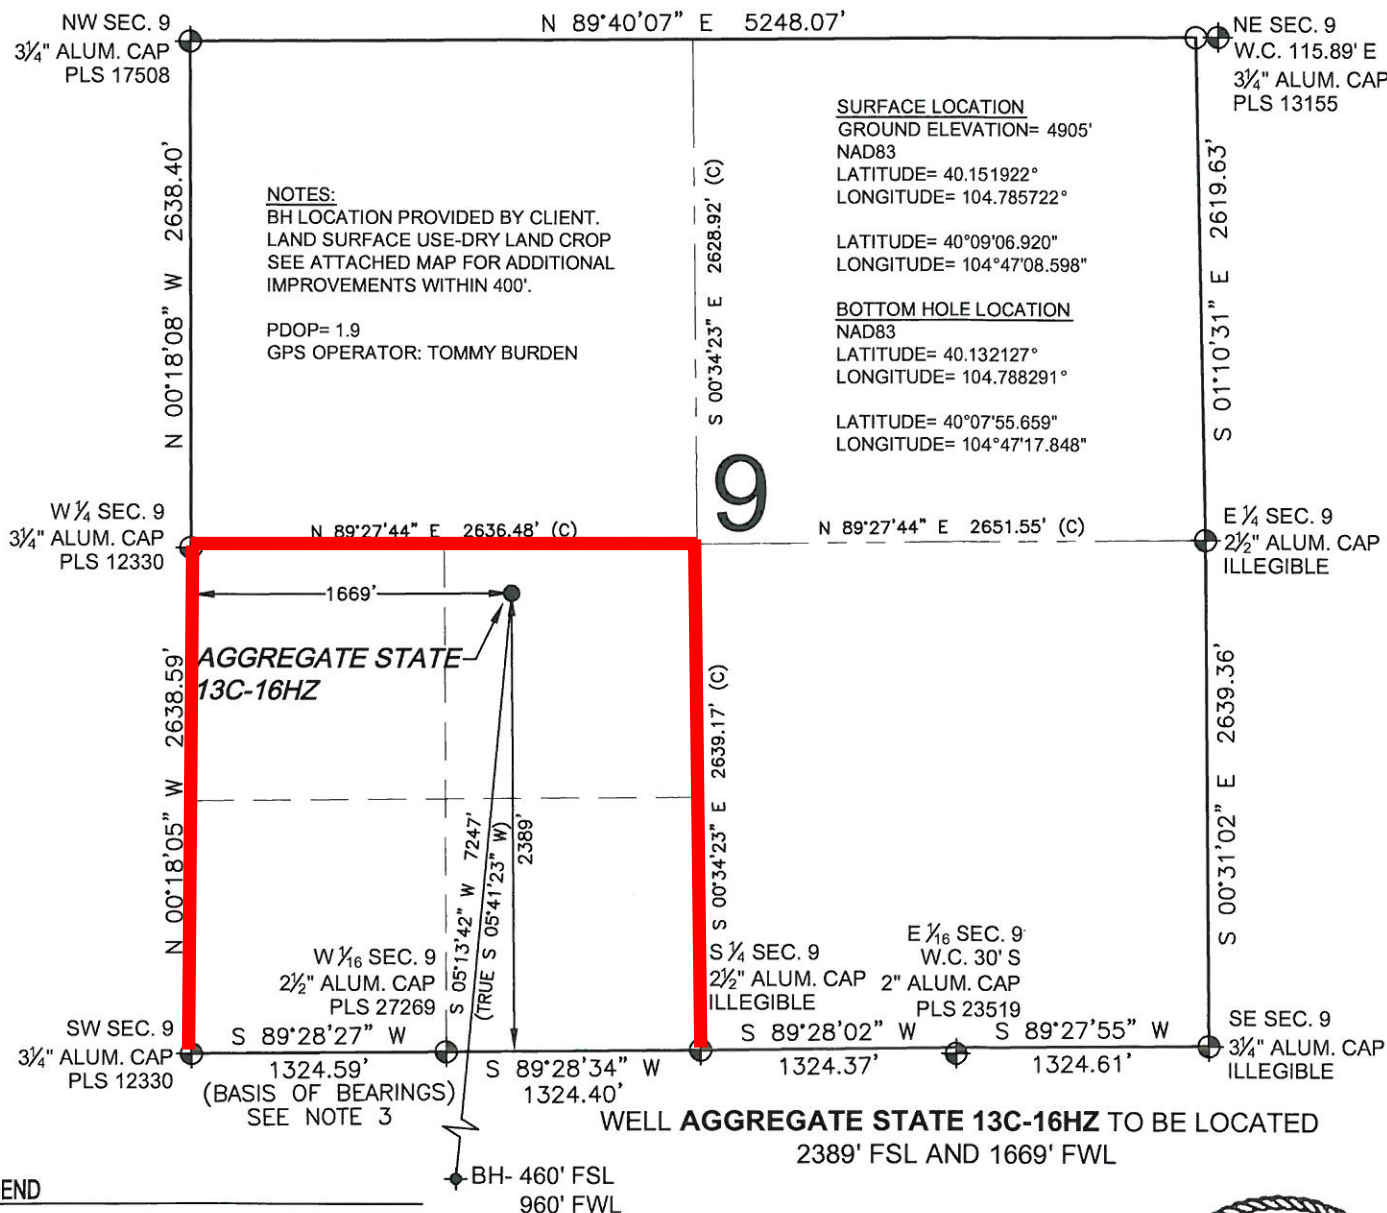 NW SEC. 9
3¼" ALUM. CAP
PLS 17508
N 89°40'07" E 5248.07'
NE SEC. 9
W.C. 115.89' E
3¼" ALUM. CAP
PLS 13155
N 00°18'08" W 2638.40'
NOTES:
BH LOCATION PROVIDED BY CLIENT.
LAND SURFACE USE-DRY LAND CROP
SEE ATTACHED MAP FOR ADDITIONAL
IMPROVEMENTS WITHIN 400'.
PDOP= 1.9
GPS OPERATOR: TOMMY BURDEN
S 00°34'23" E 2628.92' (C)
SURFACE LOCATION
GROUND ELEVATION= 4905'
NAD83
LATITUDE= 40.151922°
LONGITUDE= 104.785722°
LATITUDE= 40°09'06.920"
LONGITUDE= 104°47'08.598"
BOTTOM HOLE LOCATION
NAD83
LATITUDE= 40.132127°
LONGITUDE= 104.788291°
LATITUDE= 40°07'55.659"
LONGITUDE= 104°47'17.848"
S 01°10'31" E 2619.63'
9
W ¼ SEC. 9
3¼" ALUM. CAP
PLS 12330
N 89°27'44" E 2636.48' (C)
N 89°27'44" E 2651.55' (C)
E ¼ SEC. 9
2½" ALUM. CAP
ILLEGIBLE
1669'
AGGREGATE STATE
13C-16HZ
N 00°18'05" W 2638.59'
S 05°13'42" W 7247'
(TRUE S 05°41'23" W)
2389'
S 00°34'23" E 2639.17' (C)
S 00°31'02" E 2639.36'
W 1⁄16 SEC. 9
2½" ALUM. CAP
PLS 27269
S ¼ SEC. 9
2½" ALUM. CAP
ILLEGIBLE
E 1⁄16 SEC. 9
W.C. 30' S
2" ALUM. CAP
PLS 23519
SW SEC. 9
3¼" ALUM. CAP
PLS 12330
S 89°28'27" W
1324.59'
(BASIS OF BEARINGS)
SEE NOTE 3
S 89°28'34" W
1324.40'
S 89°28'02" W
1324.37'
S 89°27'55" W
1324.61'
SE SEC. 9
3¼" ALUM. CAP
ILLEGIBLE
WELL AGGREGATE STATE 13C-16HZ TO BE LOCATED
2389' FSL AND 1669' FWL
BH- 460' FSL
960' FWL
END